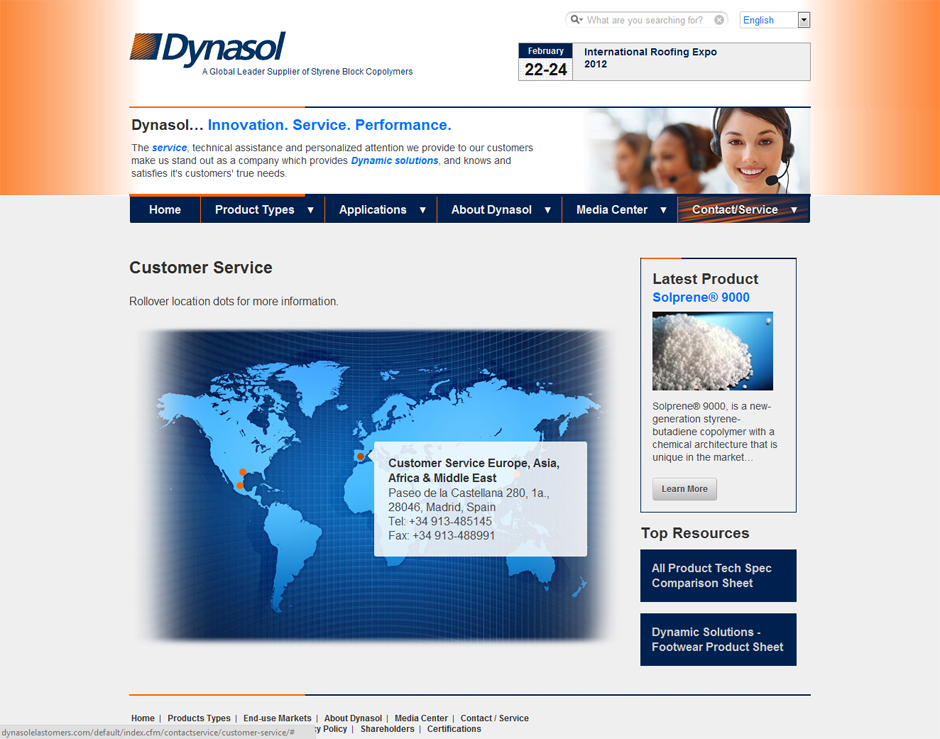 What are you searching for?
English
Dynasol
A Global Leader Supplier of Styrene Block Copolymers
February
22-24
International Roofing Expo
2012
Dynasol... Innovation. Service. Performance.
The service, technical assistance and personalized attention we provide to our customers
make us stand out as a company which provides Dynamic solutions, and knows and
satisfies it's customers' true needs.
Home
Product Types ▼
Applications ▼
About Dynasol ▼
Media Center ▼
Contact/Service ▼
Customer Service
Rollover location dots for more information.
Customer Service Europe, Asia,
Africa & Middle East
Paseo de la Castellana 280, 1a.,
28046, Madrid, Spain
Tel: +34 913-485145
Fax: +34 913-488991
Latest Product
Solprene® 9000
Solprene® 9000, is a new-
generation styrene-
butadiene copolymer with a
chemical architecture that is
unique in the market...
Learn More
Top Resources
All Product Tech Spec
Comparison Sheet
Dynamic Solutions -
Footwear Product Sheet
Home | Products Types | End-use Markets | About Dynasol | Media Center | Contact / Service
Policy | Shareholders | Certifications
dynasolelastomers.com/default/index.cfm/contactservice/customer-service/#